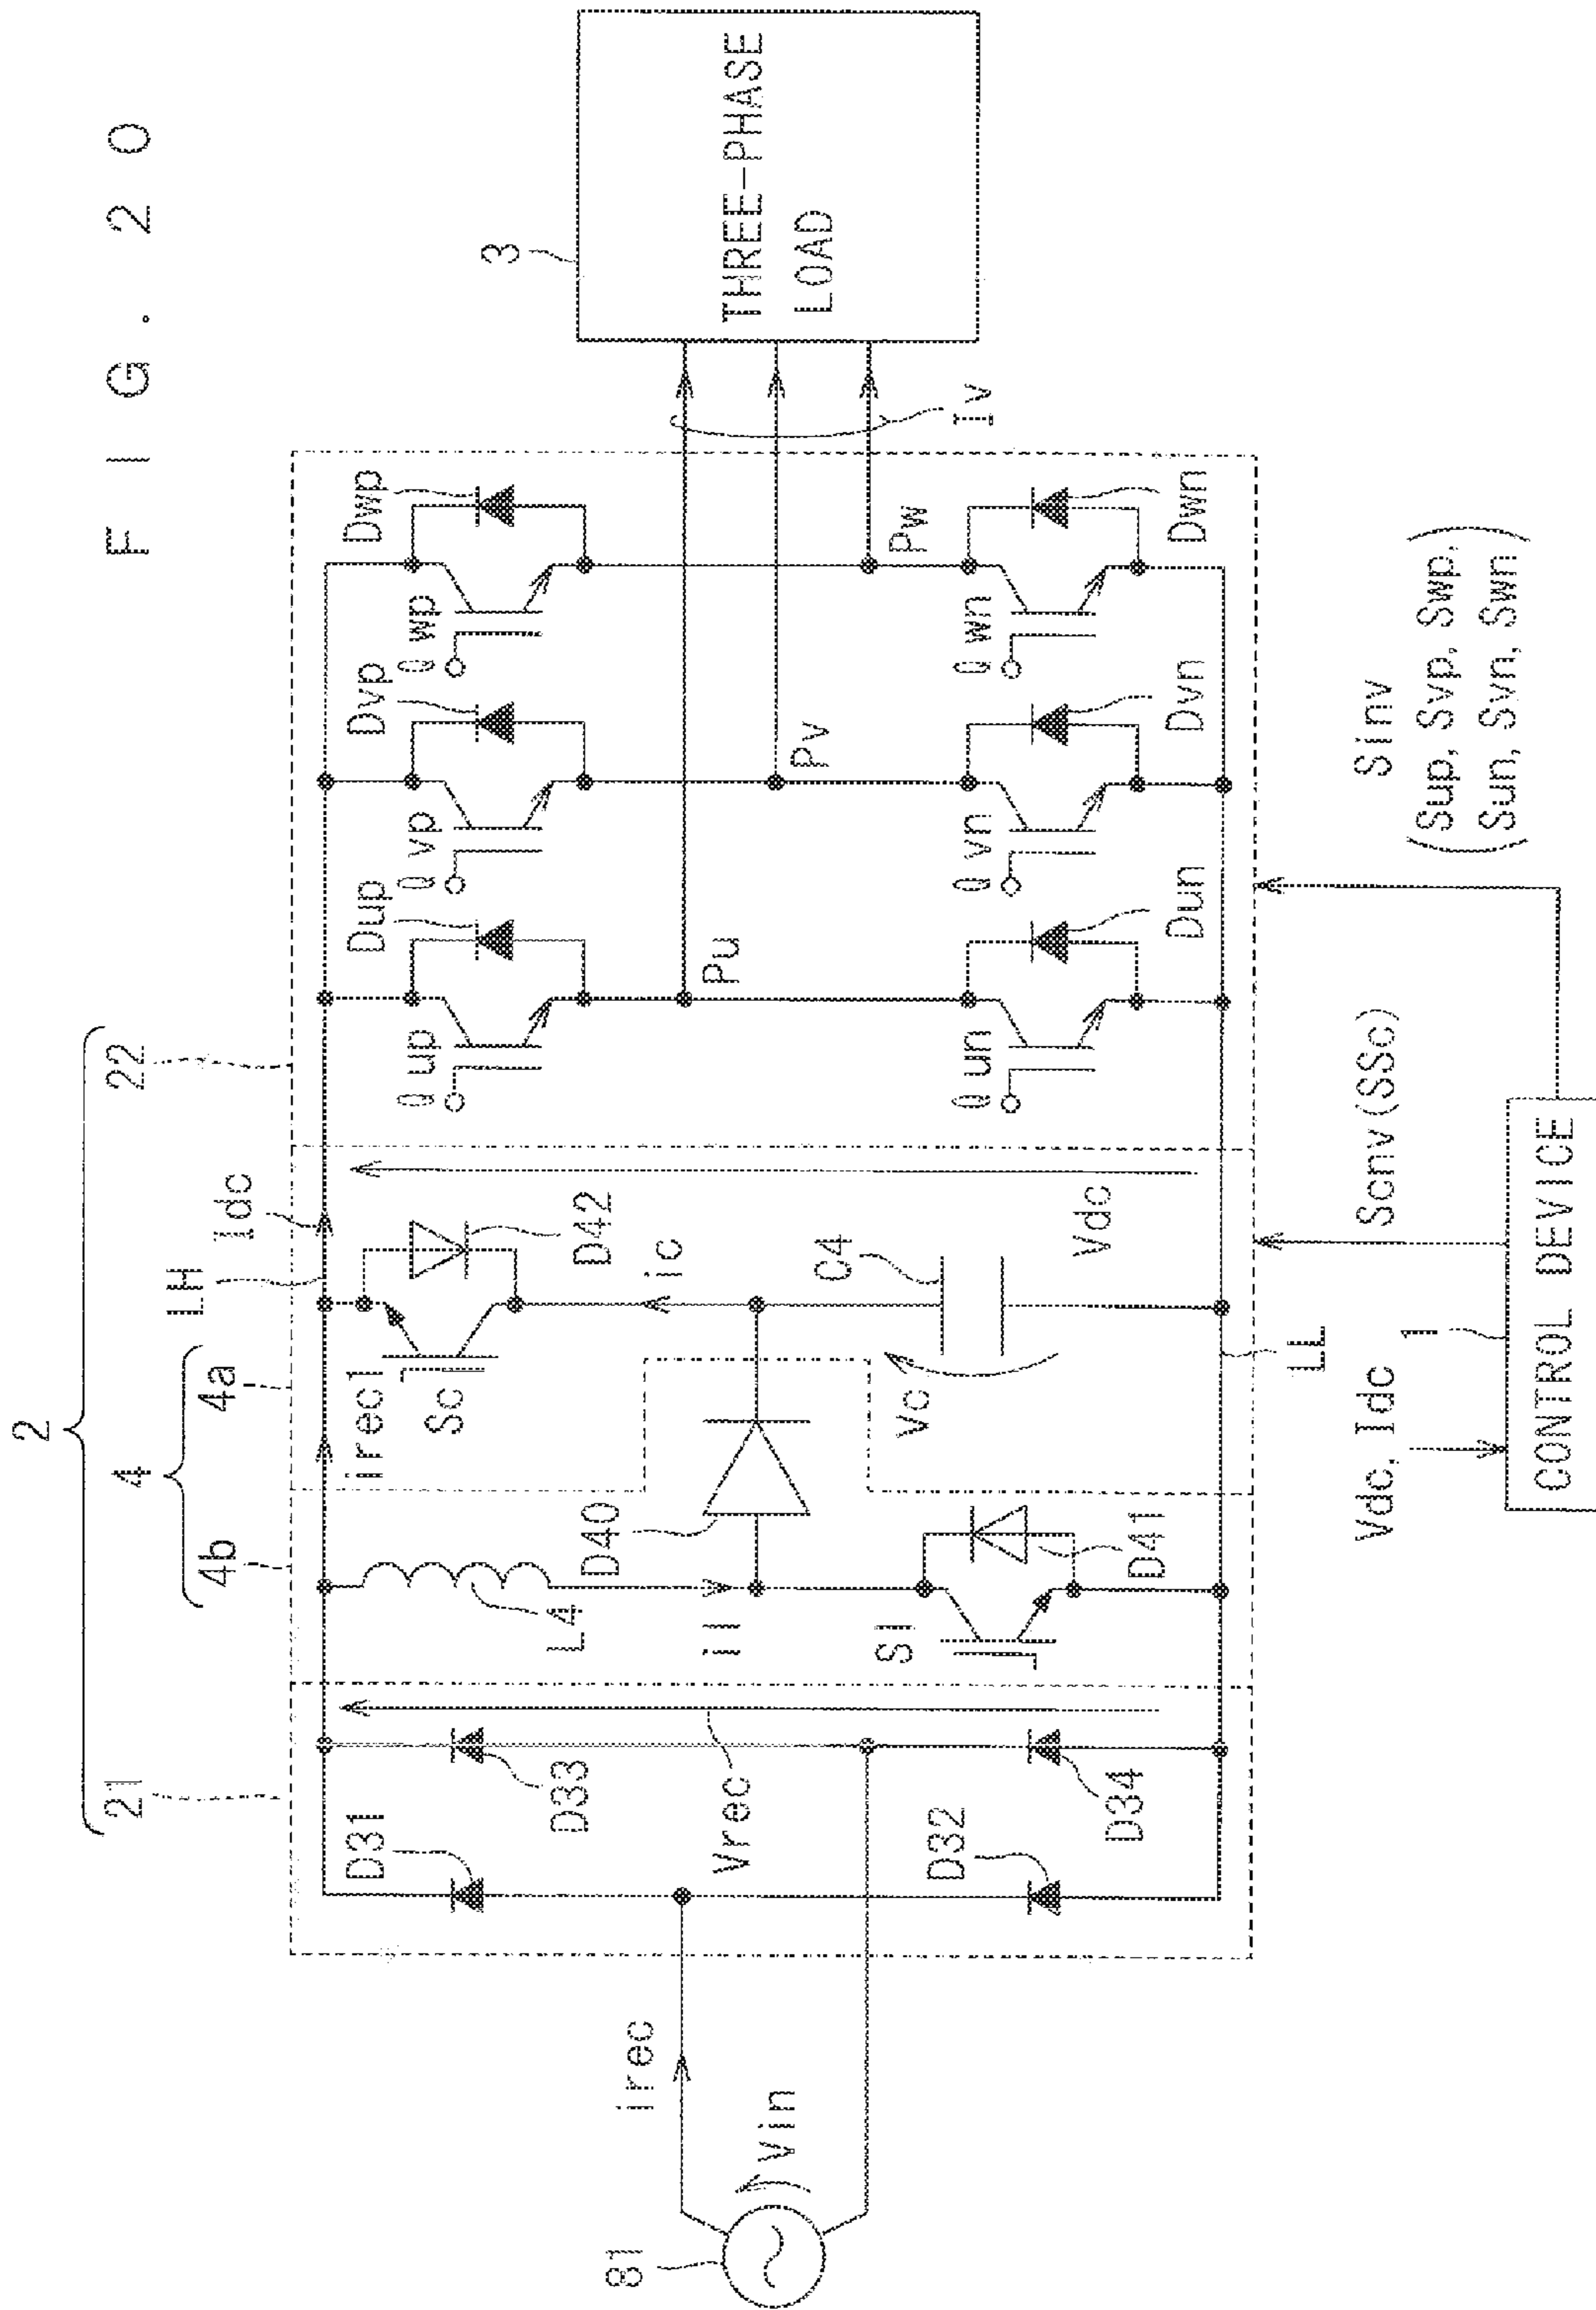 F I G. 2 0
2
21
4
22
4b
4a
LH
Idc
D31
D33
Vrec
D32
D34
L4
il
Sl
D41
D40
irec1
Sc
D42
ic
C4
Vc
Vdc
LL
Qup
Dup
Qvp
Dvp
Qwp
Dwp
Pu
Pv
Pw
Qun
Dun
Qvn
Dvn
Qwn
Dwn
Iv
3
THREE-PHASE
LOAD
81
Vin
irec
Vdc, Idc
1
CONTROL DEVICE
Scnv(SSc)
Sinv
(Sup, Svp, Swp,
Sun, Svn, Swn)